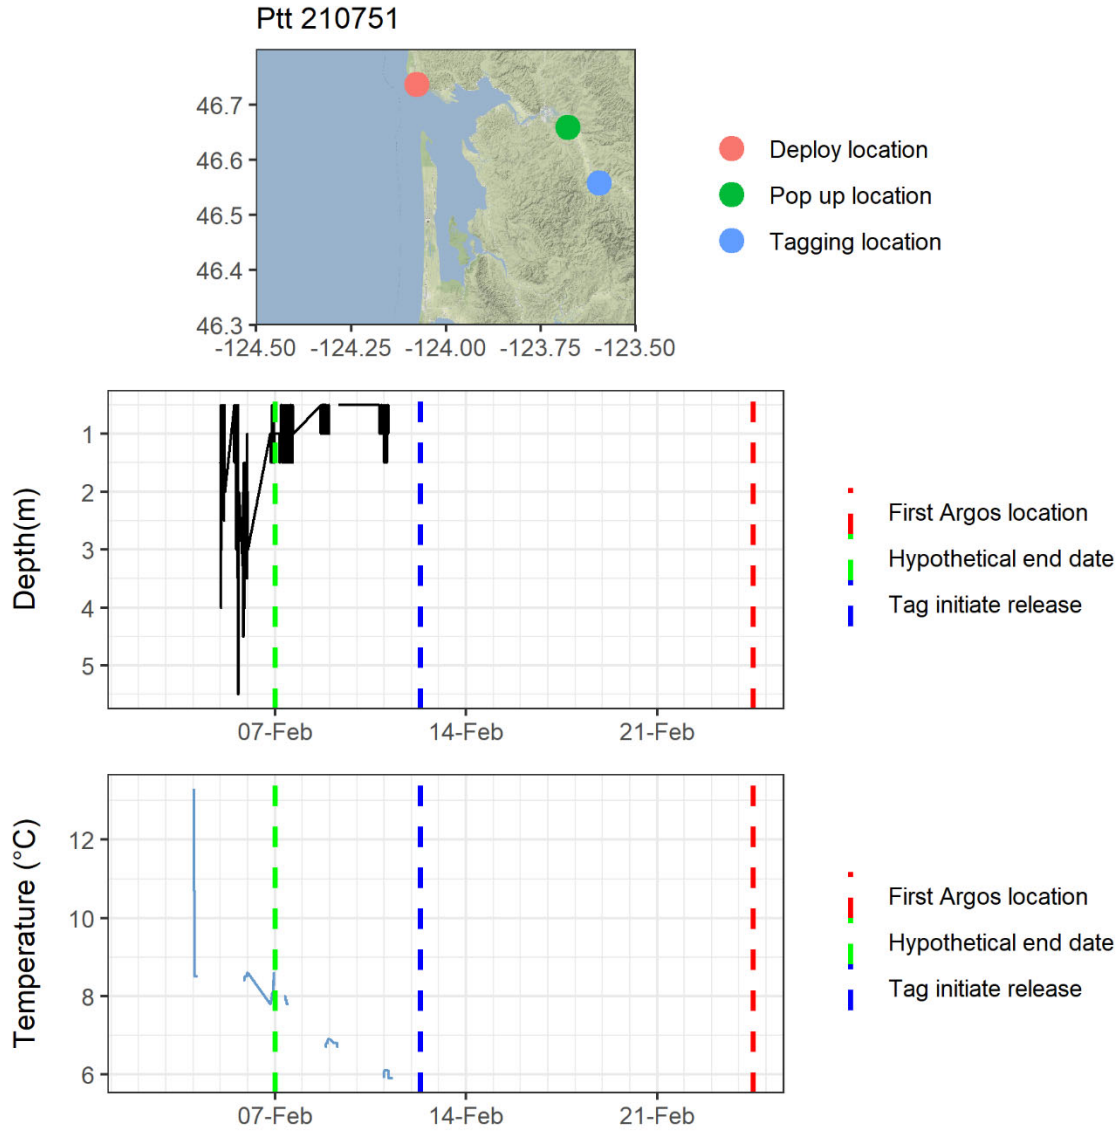 Ptt 210751
46.7
46.6
46.5
46.4
46.3
-124.50 -124.25 -124.00 -123.75 -123.50
Deploy location
Pop up location
Tagging location
Depth(m)
1
2
3
4
5
07-Feb 14-Feb 21-Feb
First Argos location
Hypothetical end date
Tag initiate release
Temperature (°C)
12
10
8
6
07-Feb 14-Feb 21-Feb
First Argos location
Hypothetical end date
Tag initiate release